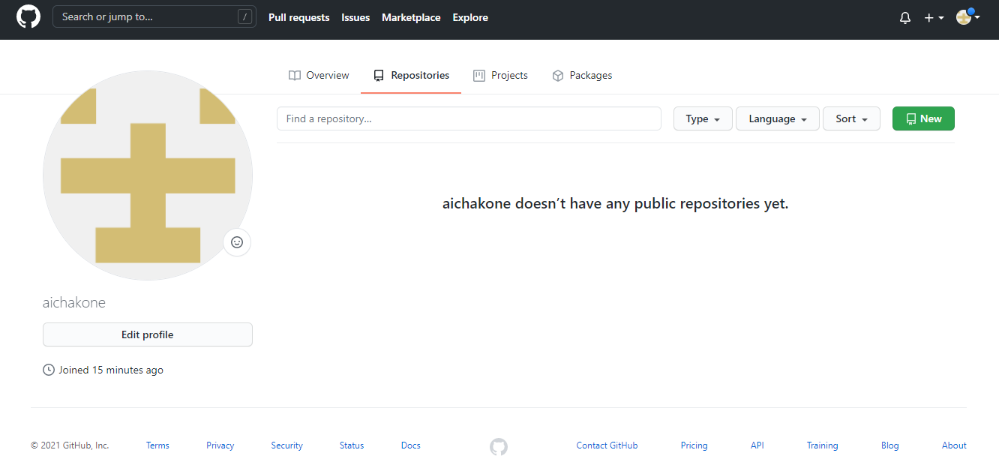 Search or jump to... / Pull requests Issues Marketplace Explore
Overview Repositories Projects Packages
Find a repository... Type Language Sort New
aichakone doesn't have any public repositories yet.
aichakone
Edit profile
Joined 15 minutes ago
© 2021 GitHub, Inc. Terms Privacy Security Status Docs Contact GitHub Pricing API Training Blog About